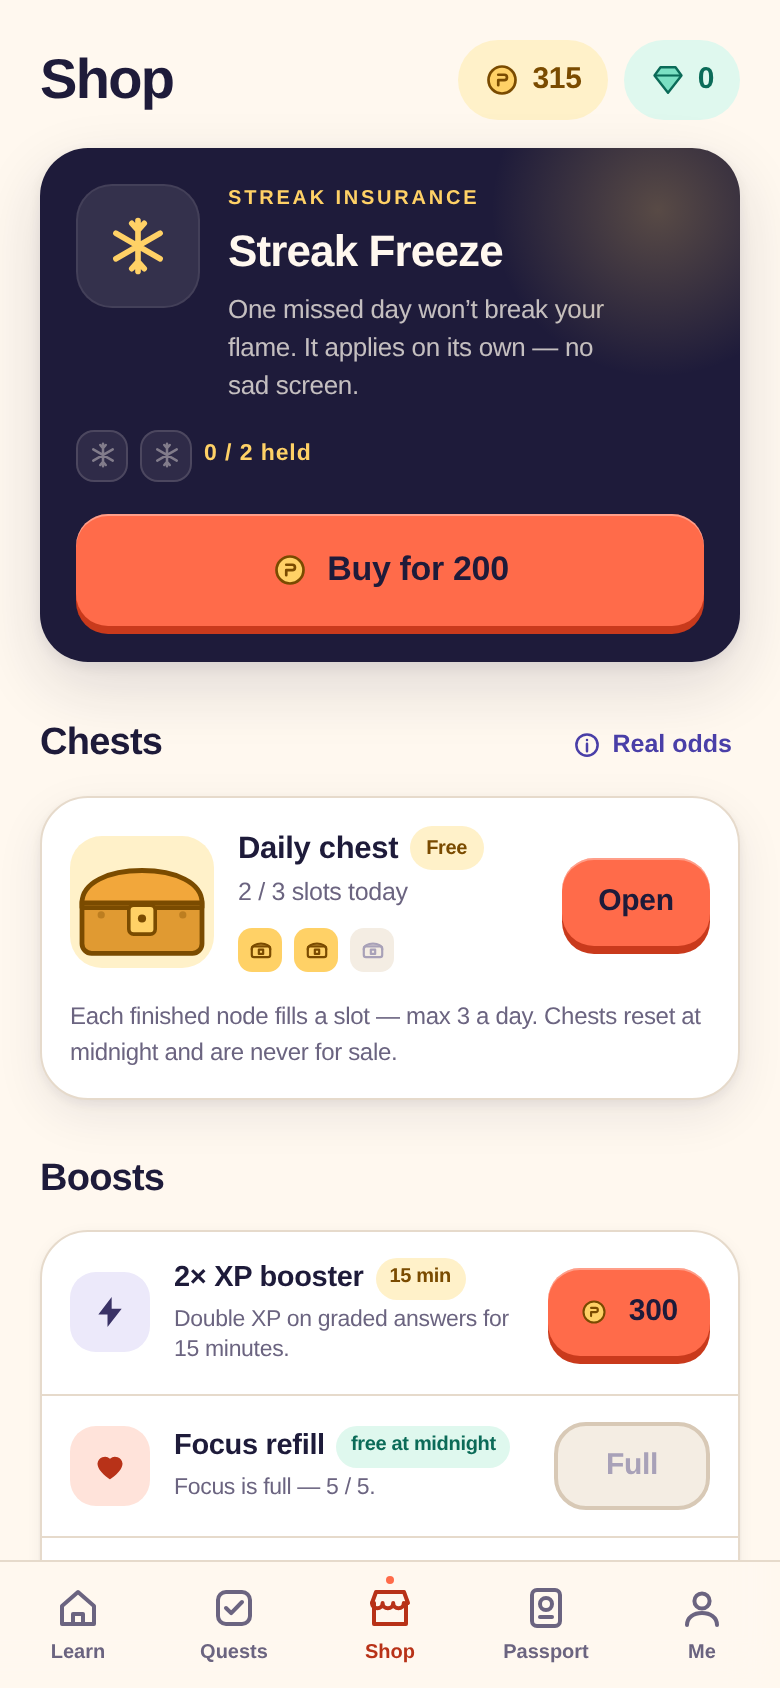 Shop
315
0
STREAK INSURANCE
Streak Freeze
One missed day won’t break your
flame. It applies on its own — no
sad screen.
0 / 2 held
Buy for 200
Chests
Real odds
Daily chest
Free
2 / 3 slots today
Open
Each finished node fills a slot — max 3 a day. Chests reset at
midnight and are never for sale.
Boosts
2× XP booster
15 min
Double XP on graded answers for
15 minutes.
300
Focus refill
free at midnight
Focus is full — 5 / 5.
Full
Learn
Quests
Shop
Passport
Me